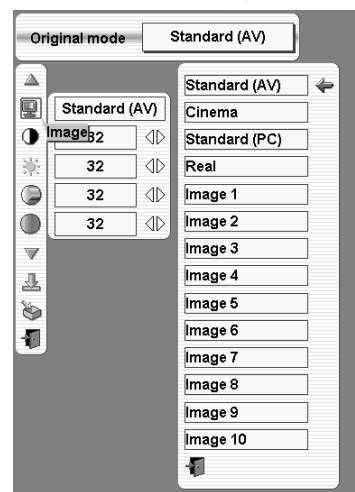 Original mode Standard (AV)
Standard (AV)
Image
32
32
32
32
Standard (AV)
Cinema
Standard (PC)
Real
Image 1
Image 2
Image 3
Image 4
Image 5
Image 6
Image 7
Image 8
Image 9
Image 10